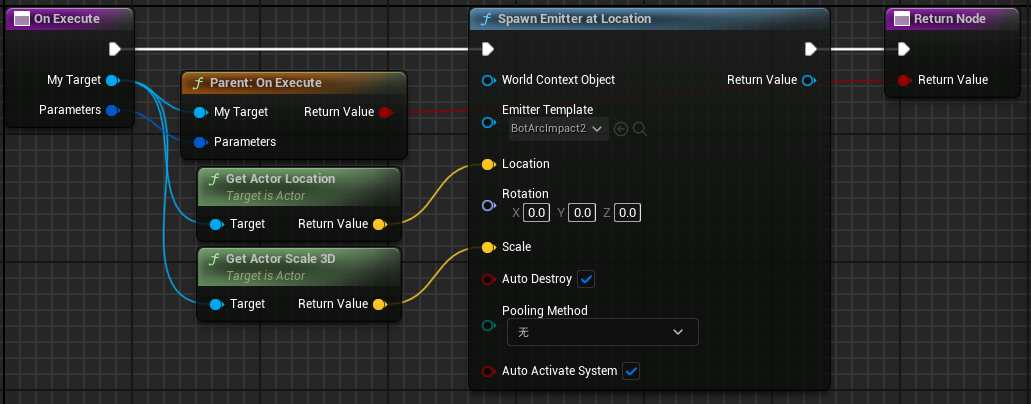 On Execute
My Target
Parameters
Parent: On Execute
My Target
Return Value
Parameters
Get Actor Location
Target is Actor
Target
Return Value
Get Actor Scale 3D
Target is Actor
Target
Return Value
Spawn Emitter at Location
World Context Object
Return Value
Emitter Template
BotArcImpact2
Location
Rotation
X 0.0 Y 0.0 Z 0.0
Scale
Auto Destroy
Pooling Method
无
Auto Activate System
Return Node
Return Value